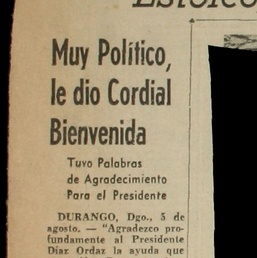 Muy Político,
le dio Cordial
Bienvenida
Tuvo Palabras
de Agradecimiento
Para el Presidente
DURANGO, Dgo., 5 de
agosto. — "Agradezco pro-
fundamente al Presidente
Díaz Ordaz la ayuda que